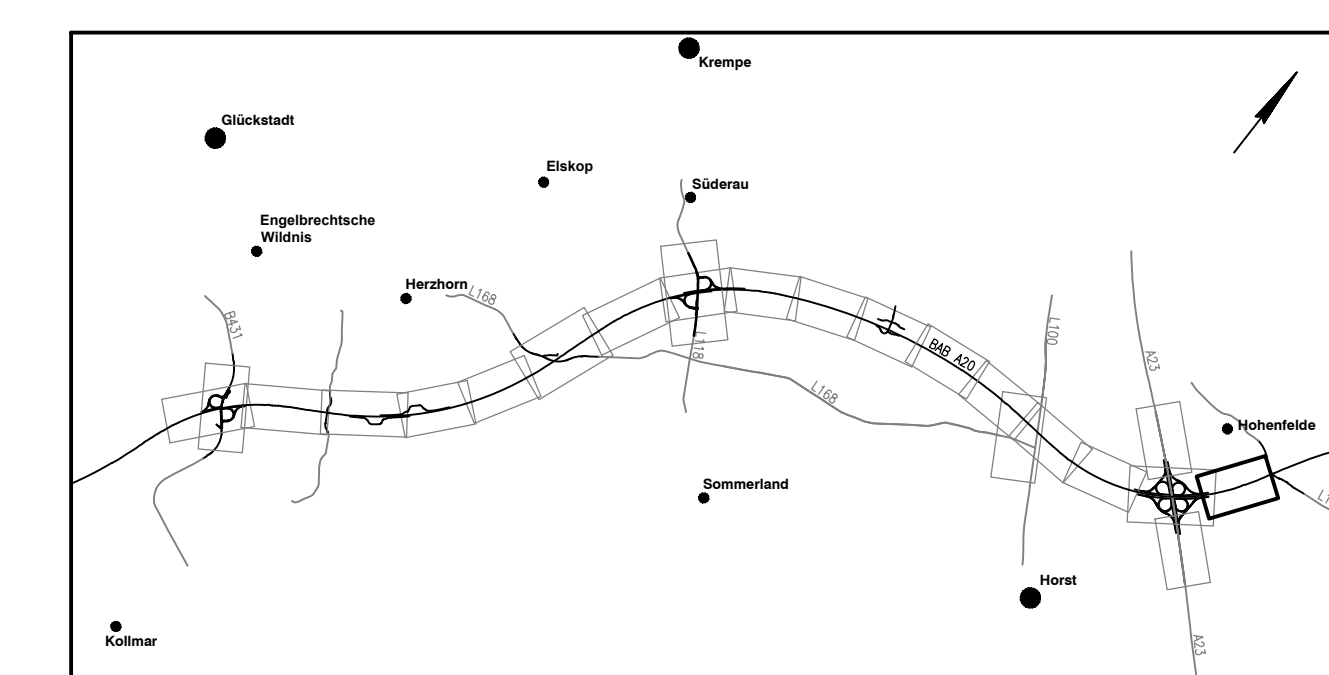 Krempe
Glückstadt
Elskop
Süderau
Engelbrechtsche
Wildnis
Herzhorn
L168
B431
L118
BAB A20
L100
A23
L168
Hohenfelde
Sommerland
Horst
Kollmar
A23